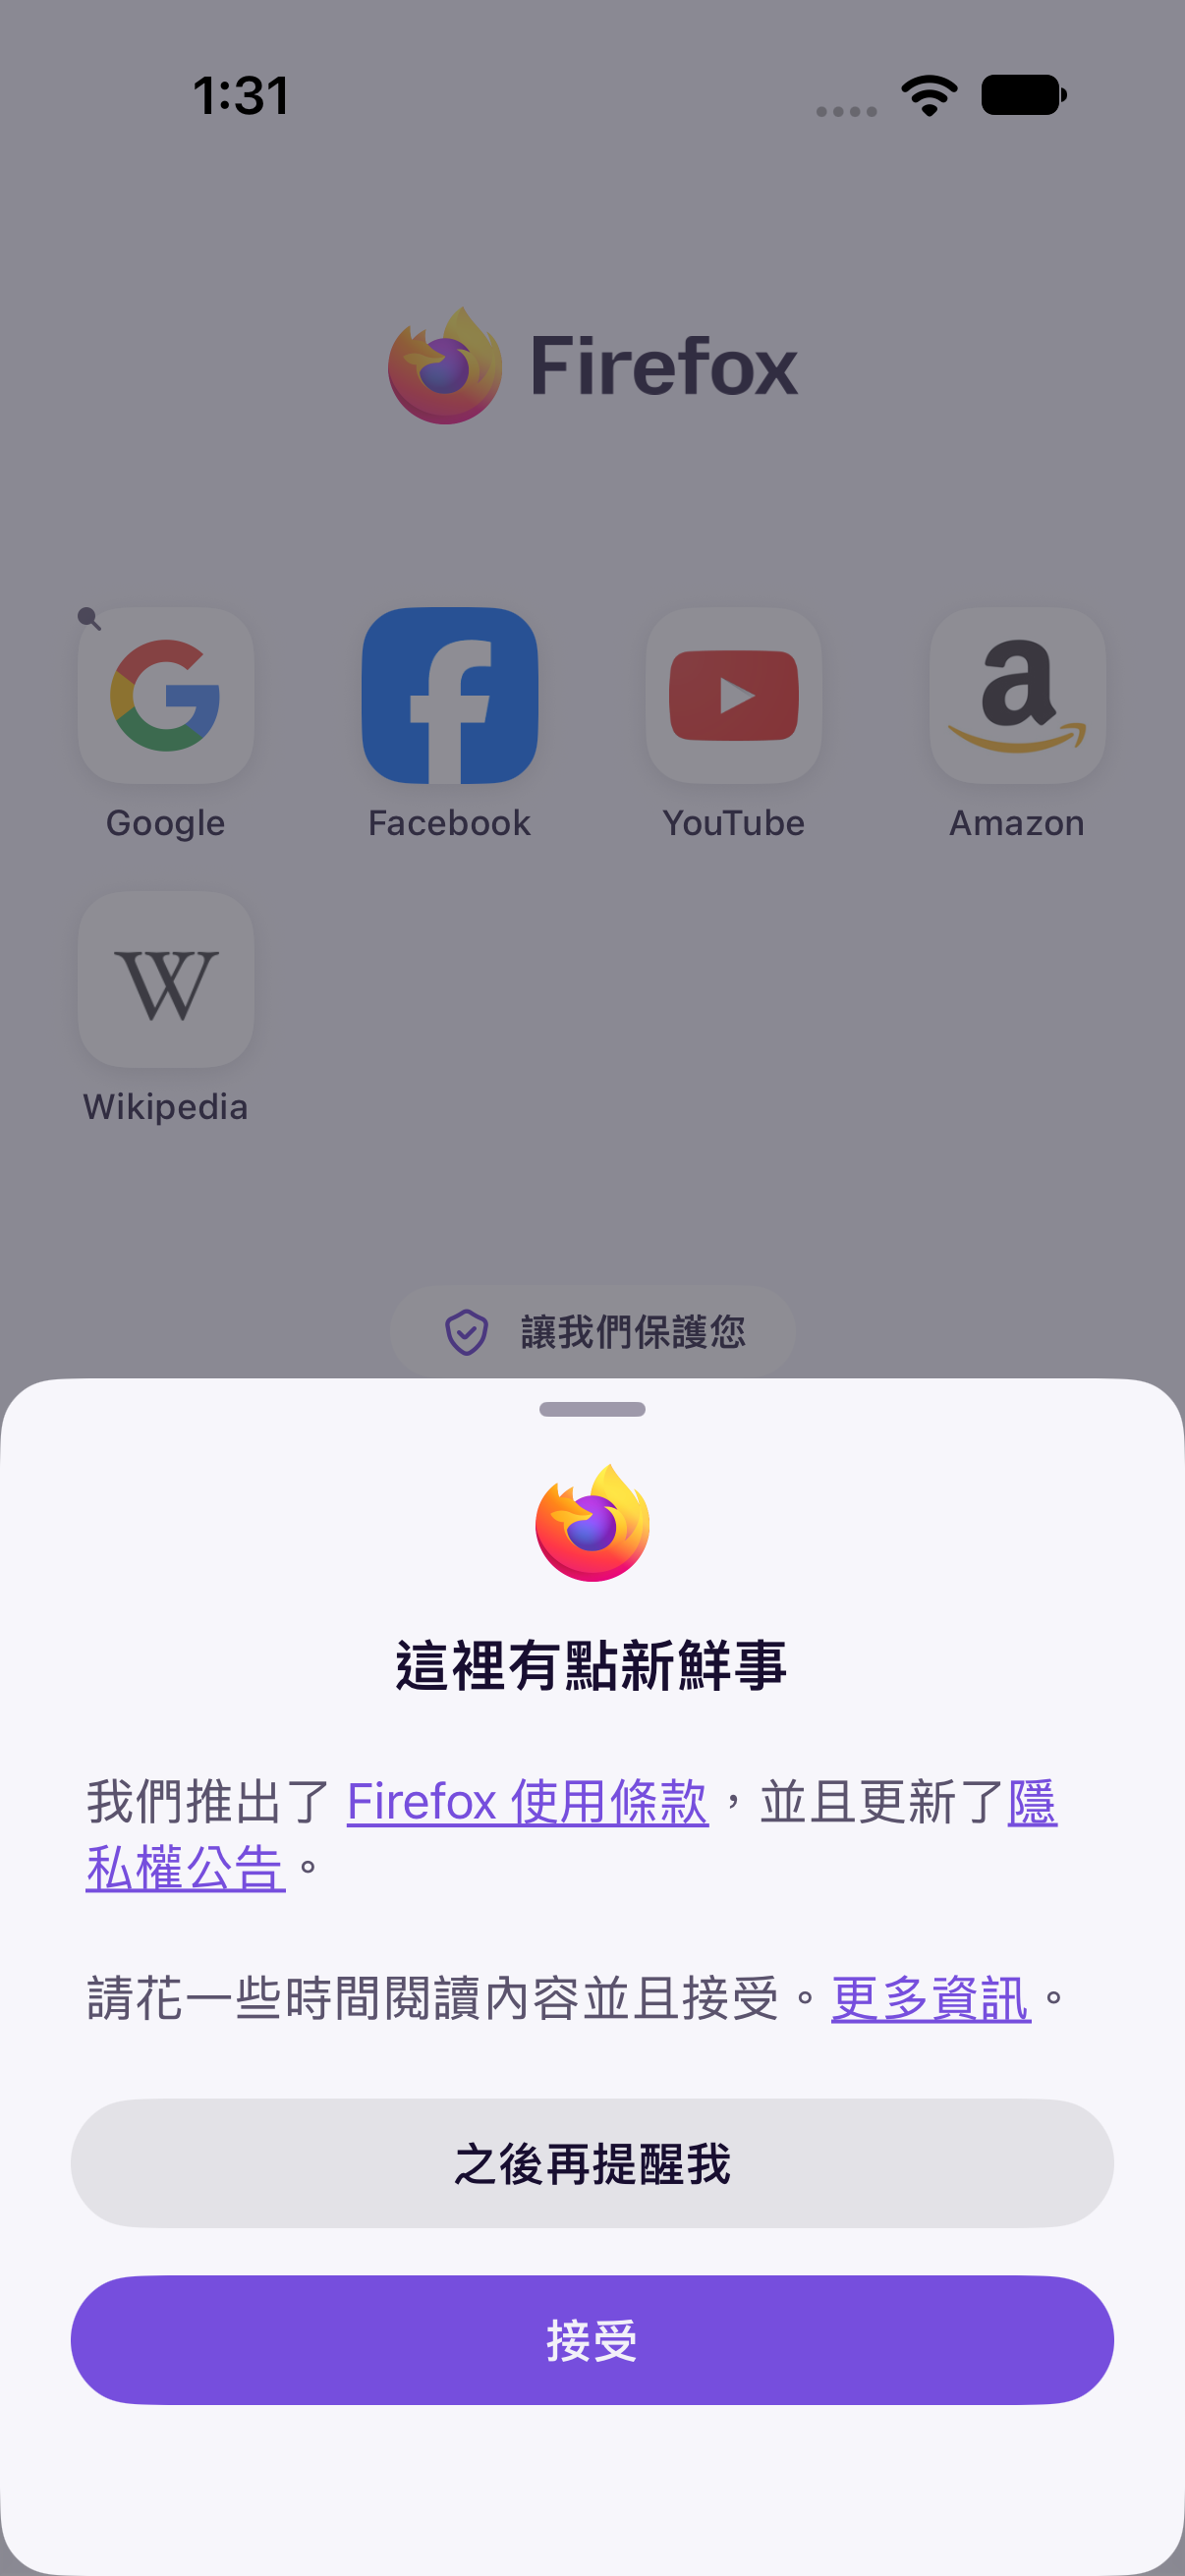 1:31
Firefox
Google
Facebook
YouTube
Amazon
Wikipedia
讓我們保護您
這裡有點新鮮事
我們推出了 Firefox 使用條款，並且更新了隱
私權公告。
請花一些時間閱讀內容並且接受。更多資訊。
之後再提醒我
接受